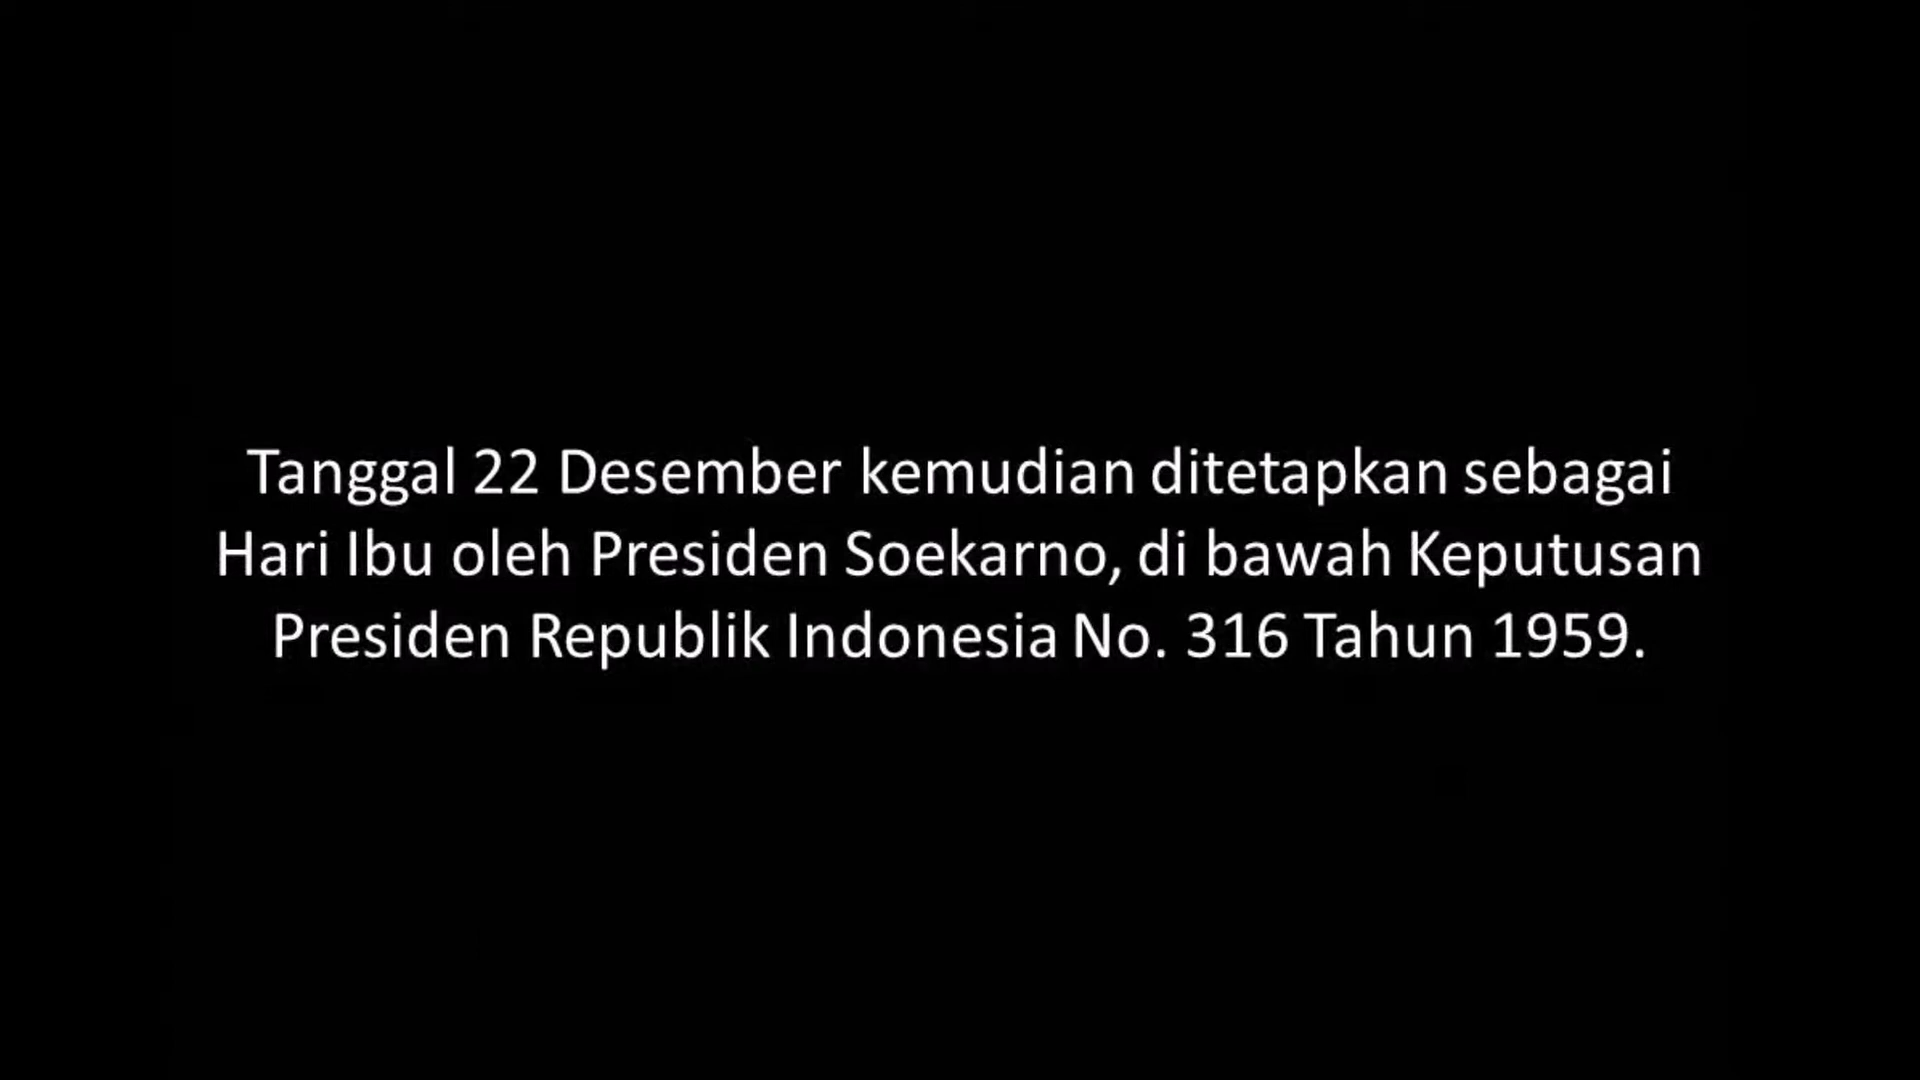 Tanggal 22 Desember kemudian ditetapkan sebagai
Hari Ibu oleh Presiden Soekarno, di bawah Keputusan
Presiden Republik Indonesia No. 316 Tahun 1959.